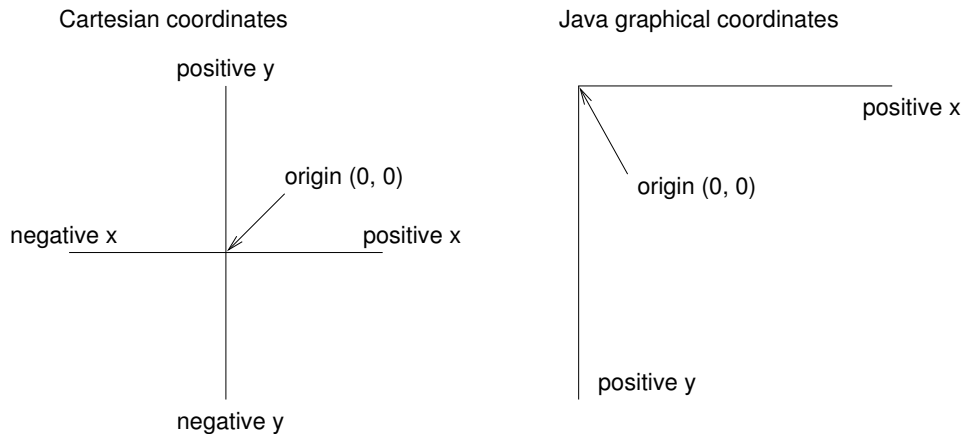 Cartesian coordinates
positive y
origin (0, 0)
negative x
positive x
negative y
Java graphical coordinates
positive x
origin (0, 0)
positive y